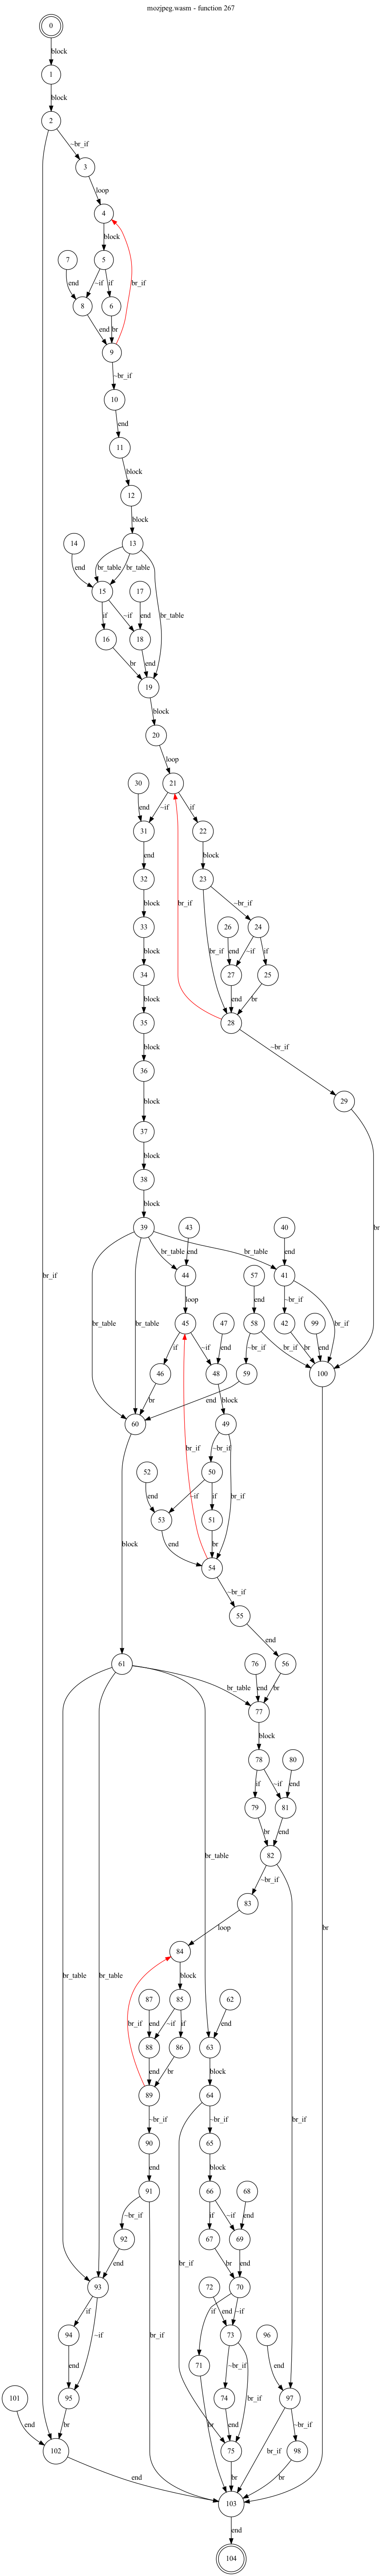 mozjpeg.wasm - function 267
0
block
1
block
2
~br_if
3
loop
4
block
7
5
end
~if
if
br_if
8
6
end
br
9
~br_if
10
end
11
block
12
block
14
13
end
br_table
br_table
17
15
if
~if
end
br_table
16
18
br
end
19
block
20
loop
30
21
end
~if
if
31
22
end
block
32
23
br_if
~br_if
block
33
26
24
br_if
end
~if
if
block
34
27
25
end
br
block
35
28
~br_if
block
36
29
block
37
block
38
block
39
43
40
br
br_table
end
br_table
end
br_if
44
57
41
br_table
br_table
loop
end
~br_if
br_if
45
47
58
42
99
if
~if
end
~br_if
br_if
br
end
46
48
59
100
br
block
end
60
49
br_if
~br_if
52
50
br_if
end
~if
if
53
51
block
end
br
54
~br_if
55
end
61
76
56
br_table
end
br
77
block
78
80
if
~if
end
79
81
br_table
br_table
br_table
br
end
br
82
~br_if
83
loop
84
block
87
85
62
br_if
end
~if
if
end
88
86
63
end
br
block
89
64
br_if
~br_if
~br_if
90
65
end
block
91
66
68
~br_if
if
~if
end
92
67
69
br_if
end
br
end
93
72
70
if
~if
end
~if
if
94
73
96
br_if
end
71
~br_if
br_if
end
101
95
74
97
end
br
br
end
~br_if
102
75
98
end
br
br_if
br
103
end
104